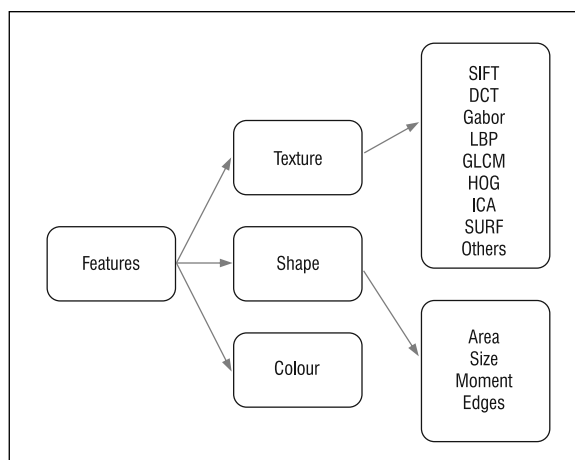 Features
Texture
Shape
Colour
SIFT
DCT
Gabor
LBP
GLCM
HOG
ICA
SURF
Others
Area
Size
Moment
Edges